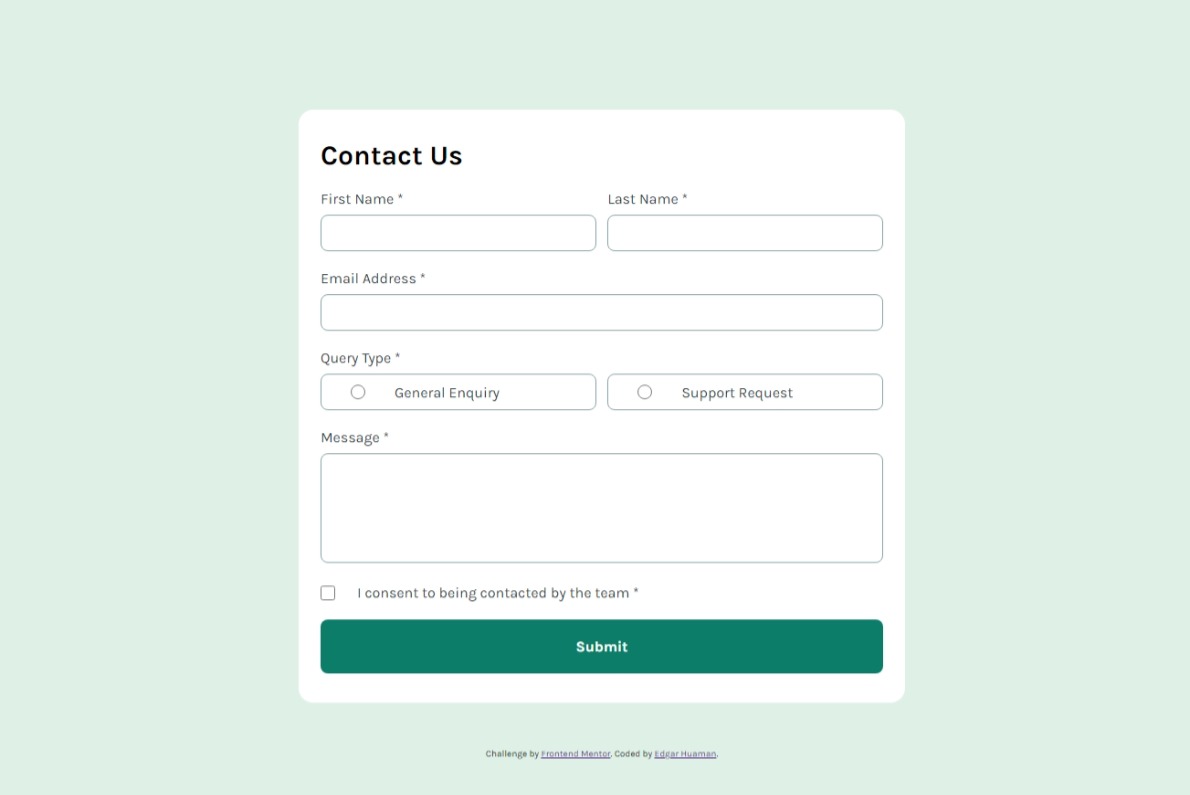 Contact Us
First Name * Last Name *
Email Address *
Query Type *
General Enquiry Support Request
Message *
I consent to being contacted by the team *
Submit
Challenge by Frontend Mentor. Coded by Edgar Huaman.